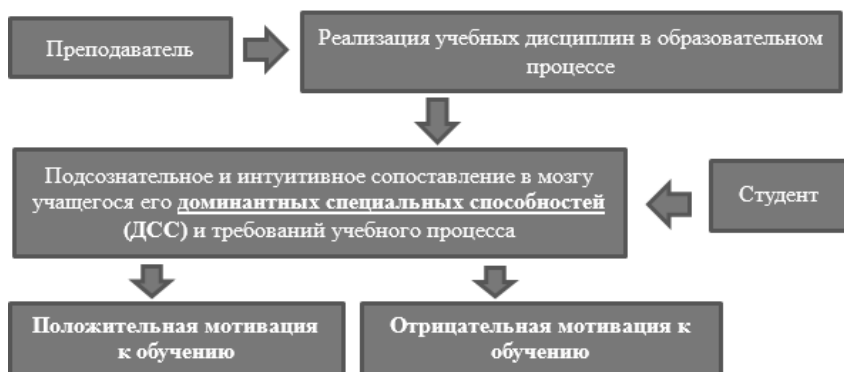 Преподаватель
Реализация учебных дисциплин в образовательном
процессе
Подсознательное и интуитивное сопоставление в мозгу
учащегося его доминантных специальных способностей
(ДСС) и требований учебного процесса
Студент
Положительная мотивация
к обучению
Отрицательная мотивация к
обучению